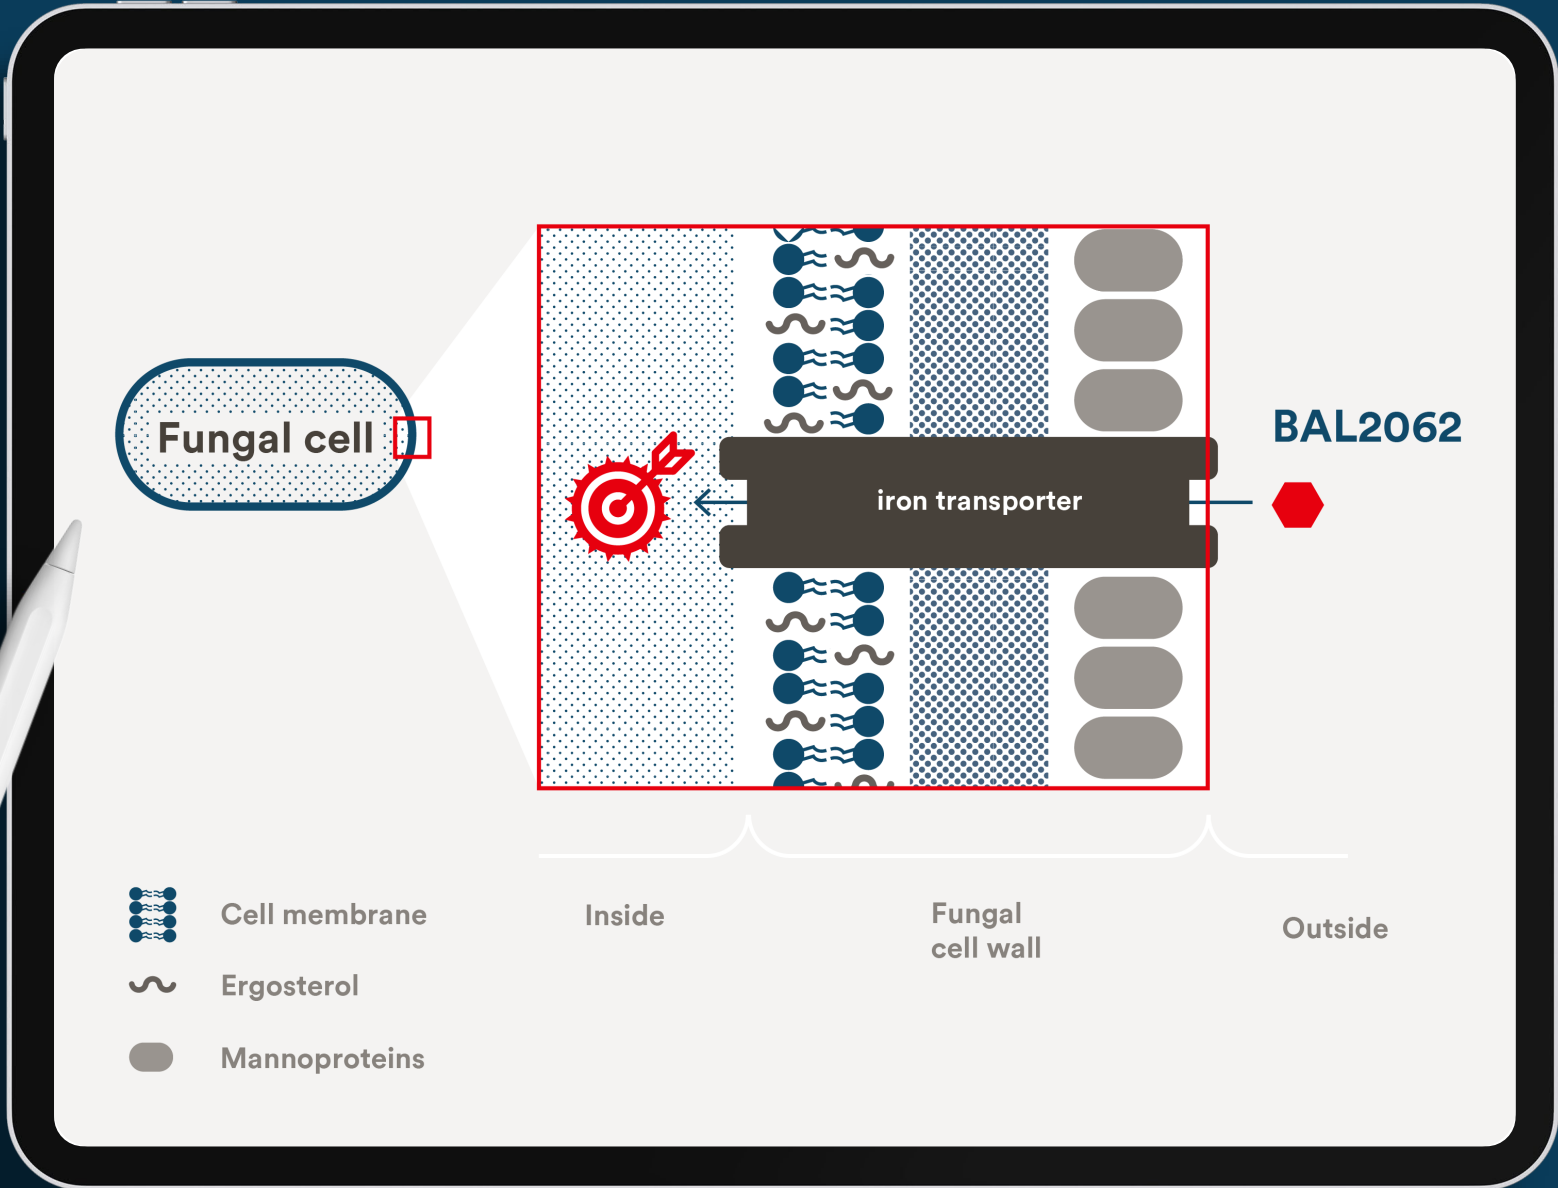 Fungal cell
iron transporter
BAL2062
Inside
Fungal
cell wall
Outside
Cell membrane
Ergosterol
Mannoproteins